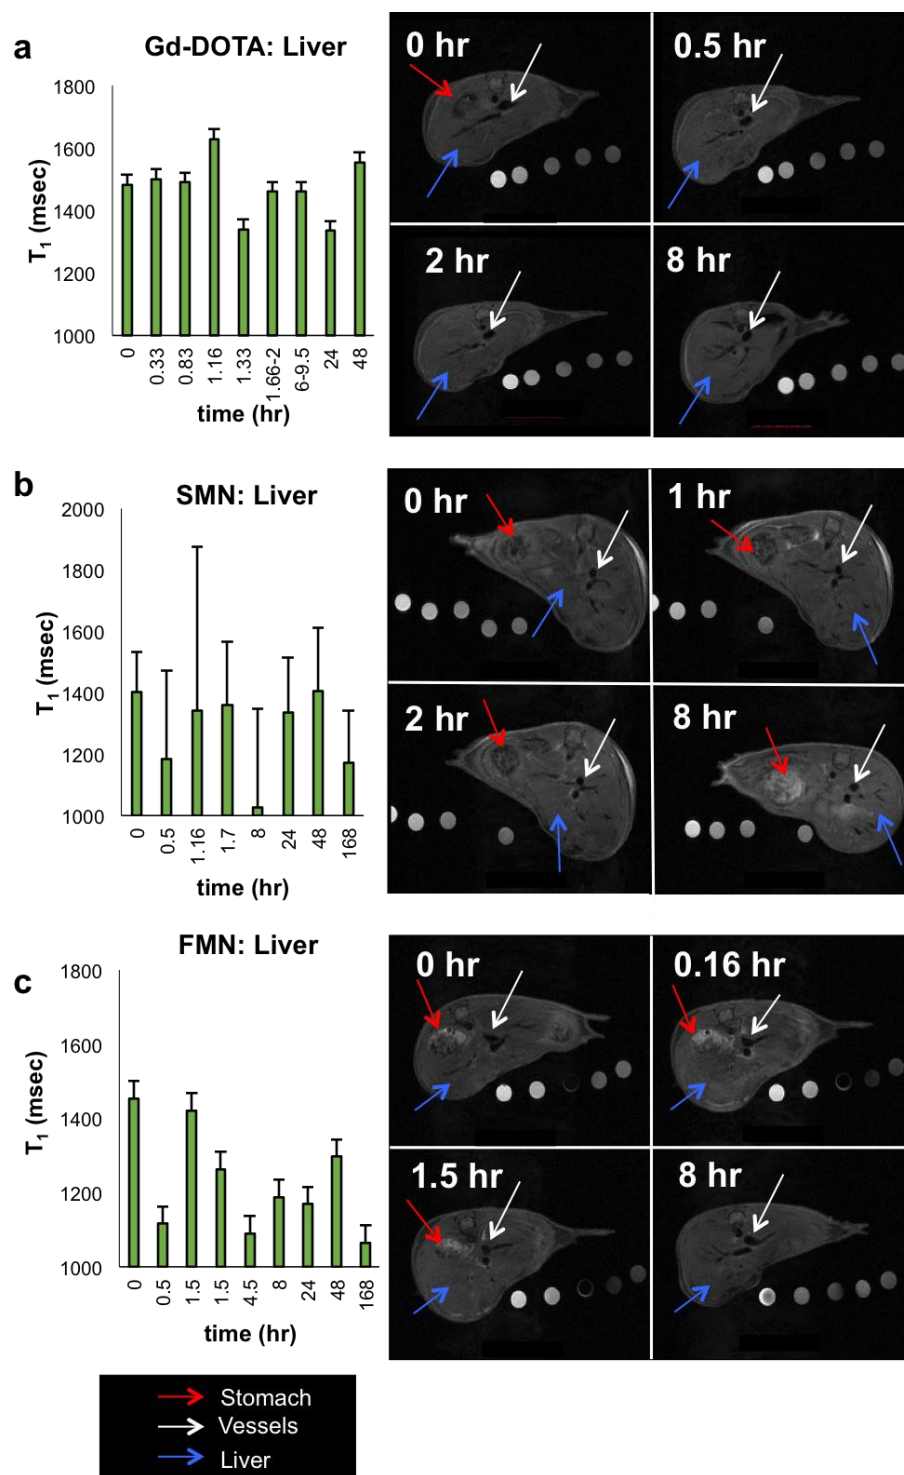 a
Gd-DOTA: Liver
T1 (msec)
1800
1600
1400
1200
1000
0 0.33 0.83 1.16 1.33 1.66-2 6-9.5 24 48
time (hr)
0 hr
0.5 hr
2 hr
8 hr
b
SMN: Liver
T1 (msec)
2000
1800
1600
1400
1200
1000
0 0.5 1.16 1.7 8 24 48 168
time (hr)
0 hr
1 hr
2 hr
8 hr
c
FMN: Liver
T1 (msec)
1800
1600
1400
1200
1000
0 0.5 1.5 1.5 4.5 8 24 48 168
time (hr)
0 hr
0.16 hr
1.5 hr
8 hr
Stomach
Vessels
Liver